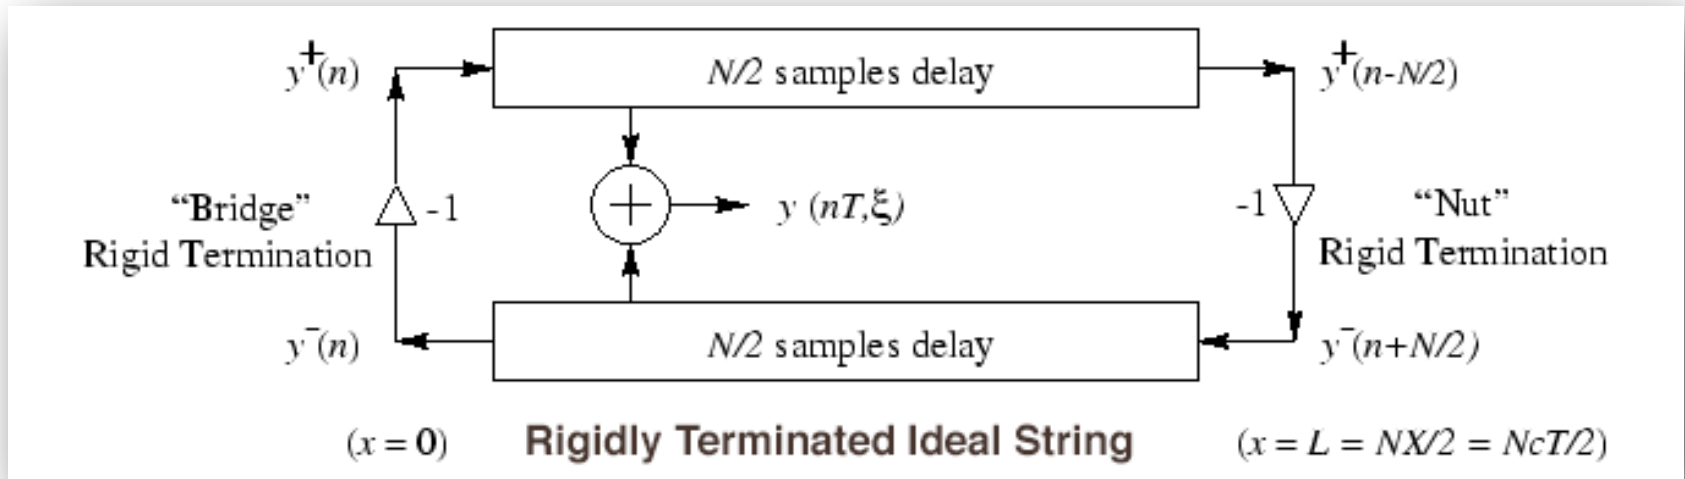 y⁺(n)
N/2 samples delay
y⁺(n-N/2)
“Bridge”
Rigid Termination
-1
+
y (nT,ξ)
-1
“Nut”
Rigid Termination
y⁻(n)
N/2 samples delay
y⁻(n+N/2)
(x = 0)
Rigidly Terminated Ideal String
(x = L = NX/2 = NcT/2)